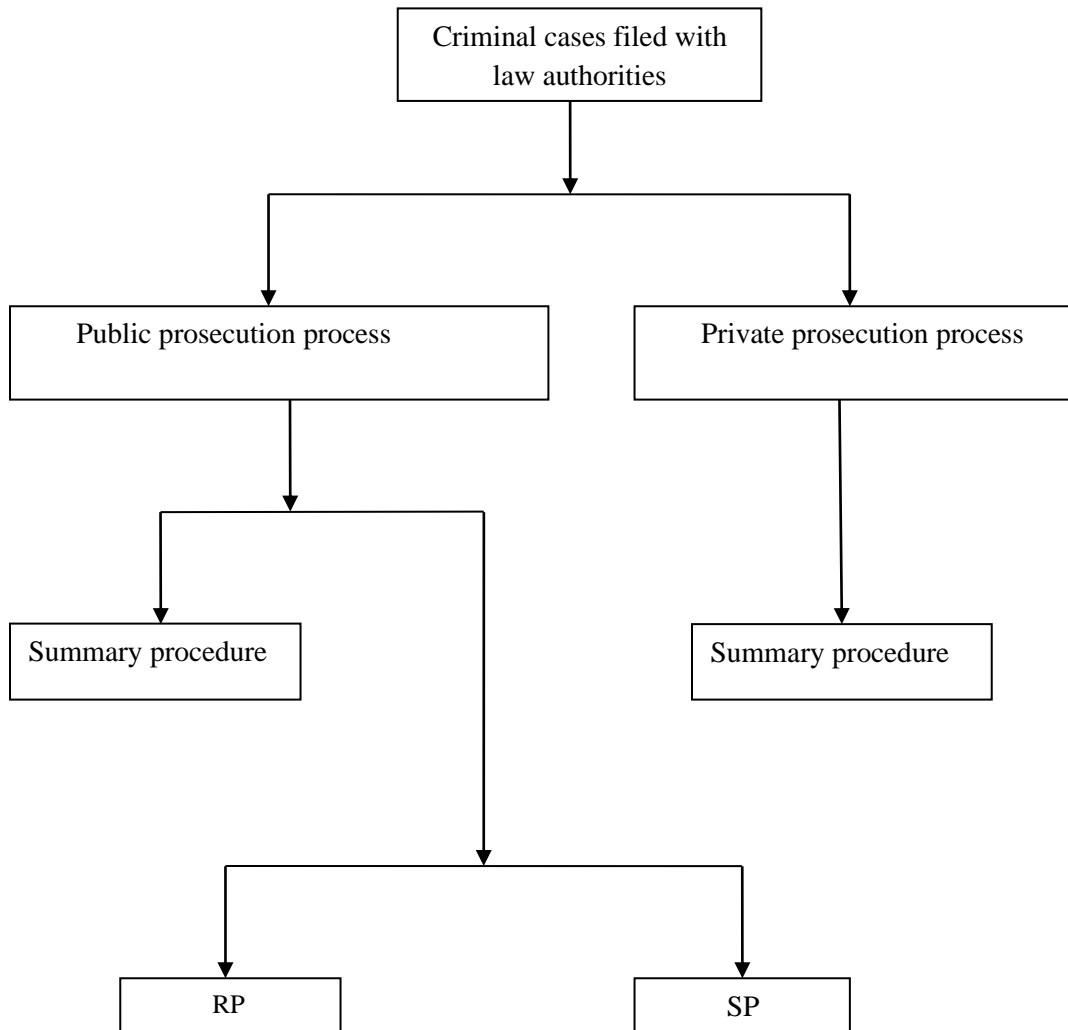 Criminal cases filed with
law authorities
Public prosecution process
Private prosecution process
Summary procedure
Summary procedure
RP
SP